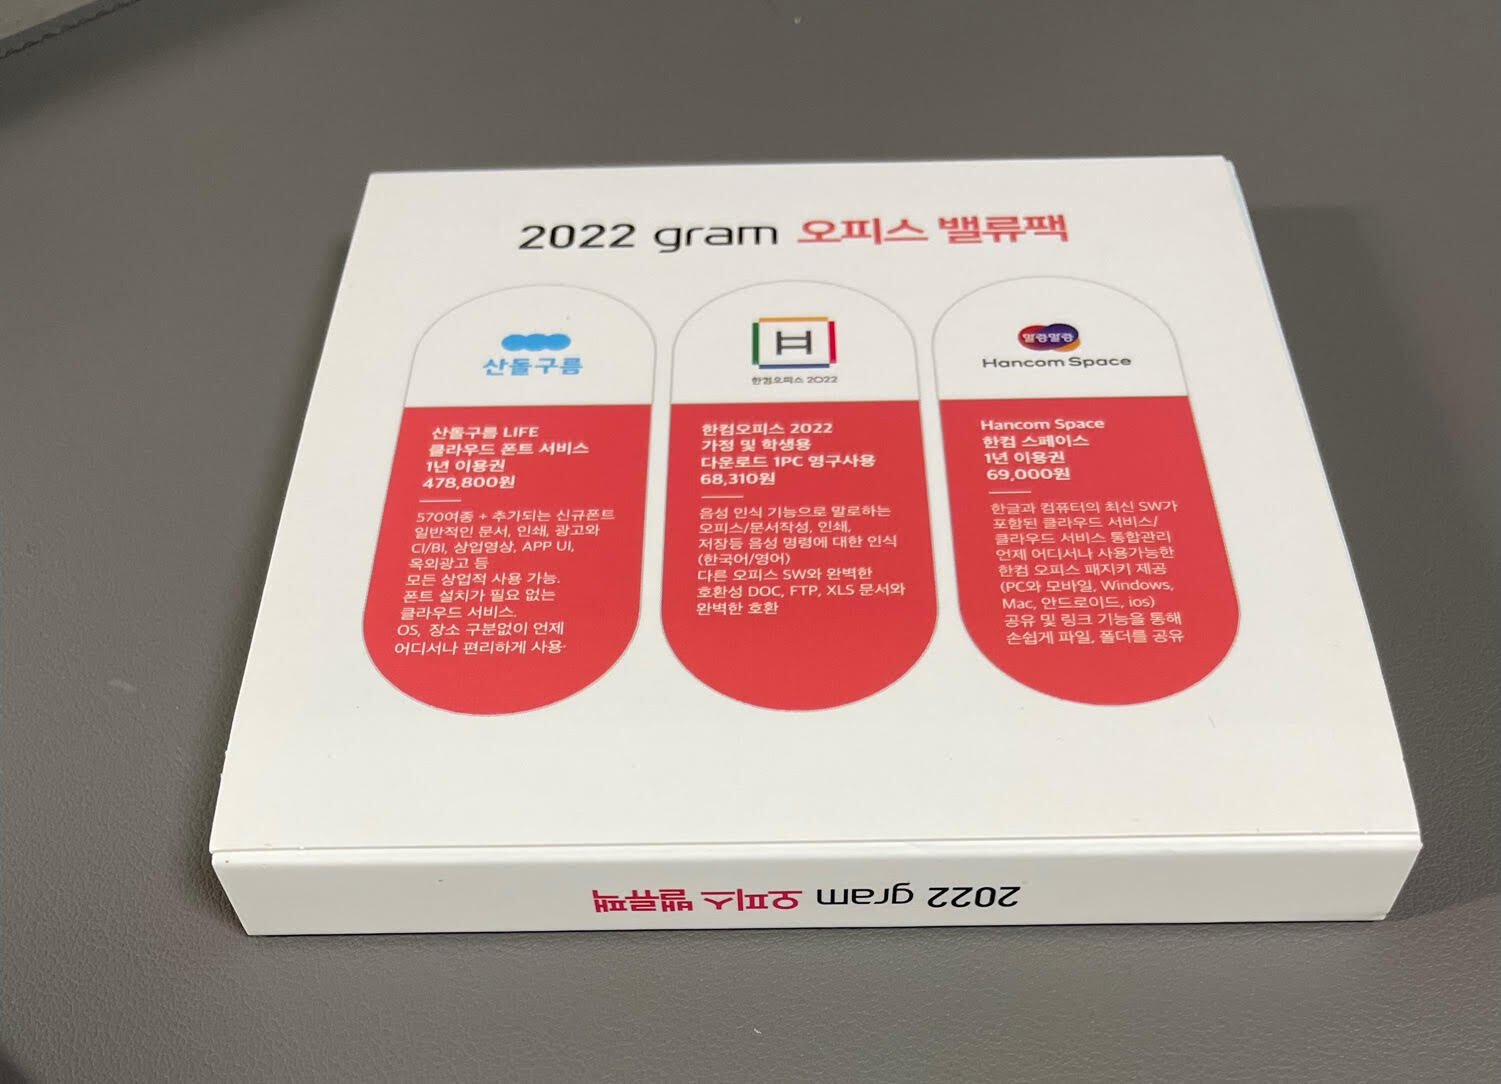 2022 gram 오피스 밸류팩
산돌구름
산돌구름 LIFE
클라우드 폰트 서비스
1년 이용권
478,800원
570여종 + 추가되는 신규폰트
일반적인 문서, 인쇄, 광고와
CI/BI, 상업영상, APP UI,
옥외광고 등
모든 상업적 사용 가능.
폰트 설치가 필요 없는
클라우드 서비스.
OS, 장소 구분없이 언제
어디서나 편리하게 사용·
H
한컴오피스 2022
한컴오피스 2022
가정 및 학생용
다운로드 1PC 영구사용
68,310원
음성 인식 기능으로 말로하는
오피스/문서작성, 인쇄,
저장등 음성 명령에 대한 인식
(한국어/영어)
다른 오피스 SW와 완벽한
호환성 DOC, FTP, XLS 문서와
완벽한 호환
말랑말랑
Hancom Space
Hancom Space
한컴 스페이스
1년 이용권
69,000원
한글과 컴퓨터의 최신 SW가
포함된 클라우드 서비스/
클라우드 서비스 통합관리
언제 어디서나 사용가능한
한컴 오피스 패지키 제공
(PC와 모바일, Windows,
Mac, 안드로이드, ios)
공유 및 링크 기능을 통해
손쉽게 파일, 폴더를 공유
2022 gram 오피스 밸류팩